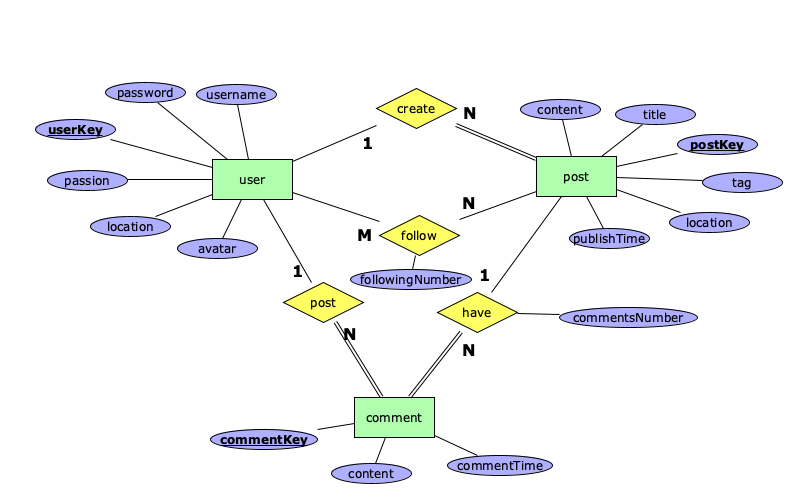 password
username
create
N
content
title
userKey
1
postKey
passion
user
post
tag
location
avatar
M
follow
N
publishTime
location
followingNumber
1
1
post
have
commentsNumber
N
N
comment
commentKey
content
commentTime